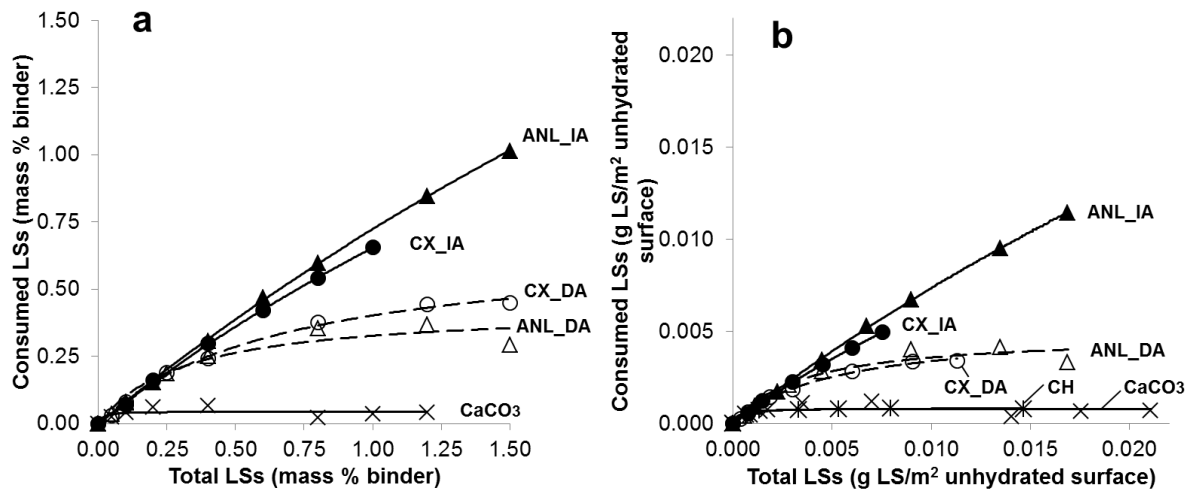 a
1.50
1.25
1.00
0.75
0.50
0.25
0.00
Consumed LSs (mass % binder)
ANL_IA
CX_IA
CX_DA
ANL_DA
CaCO3
0.00 0.25 0.50 0.75 1.00 1.25 1.50
Total LSs (mass % binder)
b
0.020
0.015
0.010
0.005
0.000
Consumed LSs (g LS/m² unhydrated
surface)
ANL_IA
CX_IA
ANL_DA
CX_DA
CH
CaCO3
0.000 0.005 0.010 0.015 0.020
Total LSs (g LS/m² unhydrated surface)